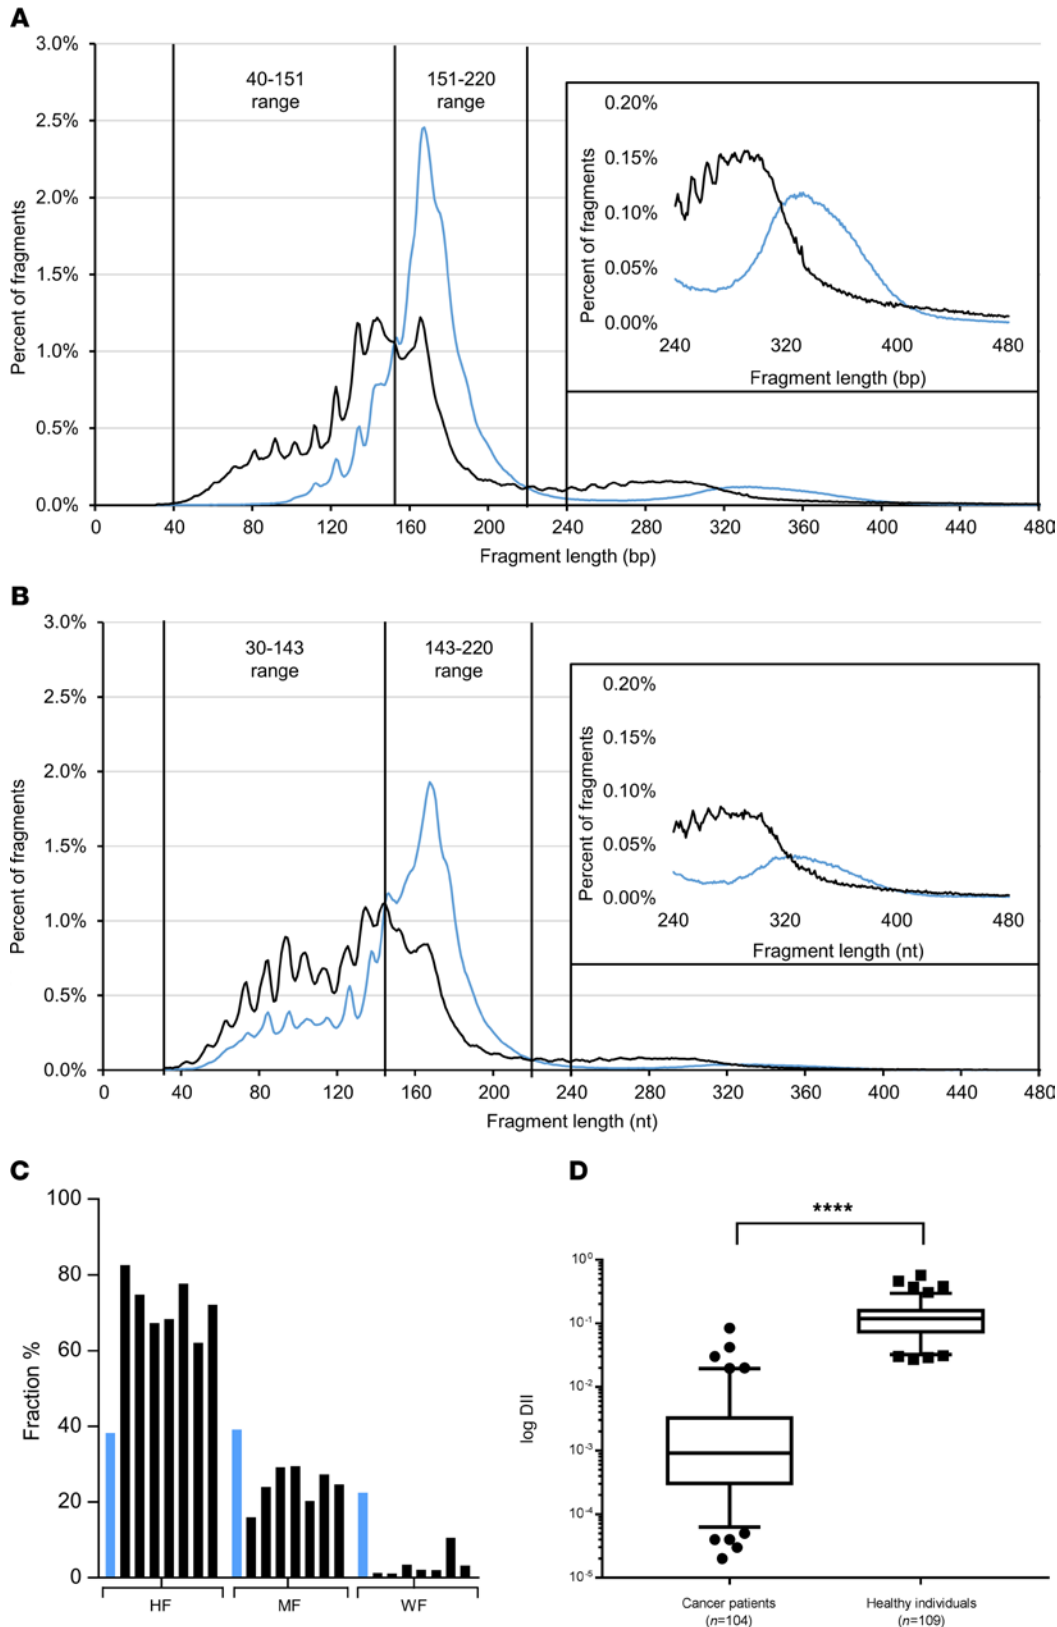 A
3.0%
2.5%
2.0%
1.5%
1.0%
0.5%
0.0%
Percent of fragments
40-151
range
151-220
range
0 40 80 120 160 200 240 280 320 360 400 440 480
Fragment length (bp)
0.20%
0.15%
0.10%
0.05%
0.00%
Percent of fragments
240 320 400 480
Fragment length (bp)
B
3.0%
2.5%
2.0%
1.5%
1.0%
0.5%
0.0%
Percent of fragments
30-143
range
143-220
range
0 40 80 120 160 200 240 280 320 360 400 440 480
Fragment length (nt)
0.20%
0.15%
0.10%
0.05%
0.00%
Percent of fragments
240 320 400 480
Fragment length (nt)
C
100
80
60
40
20
0
Fraction %
HF MF WF
D
****
10⁰
10⁻¹
10⁻²
10⁻³
10⁻⁴
10⁻⁵
log DII
Cancer patients
(n=104)
Healthy individuals
(n=109)